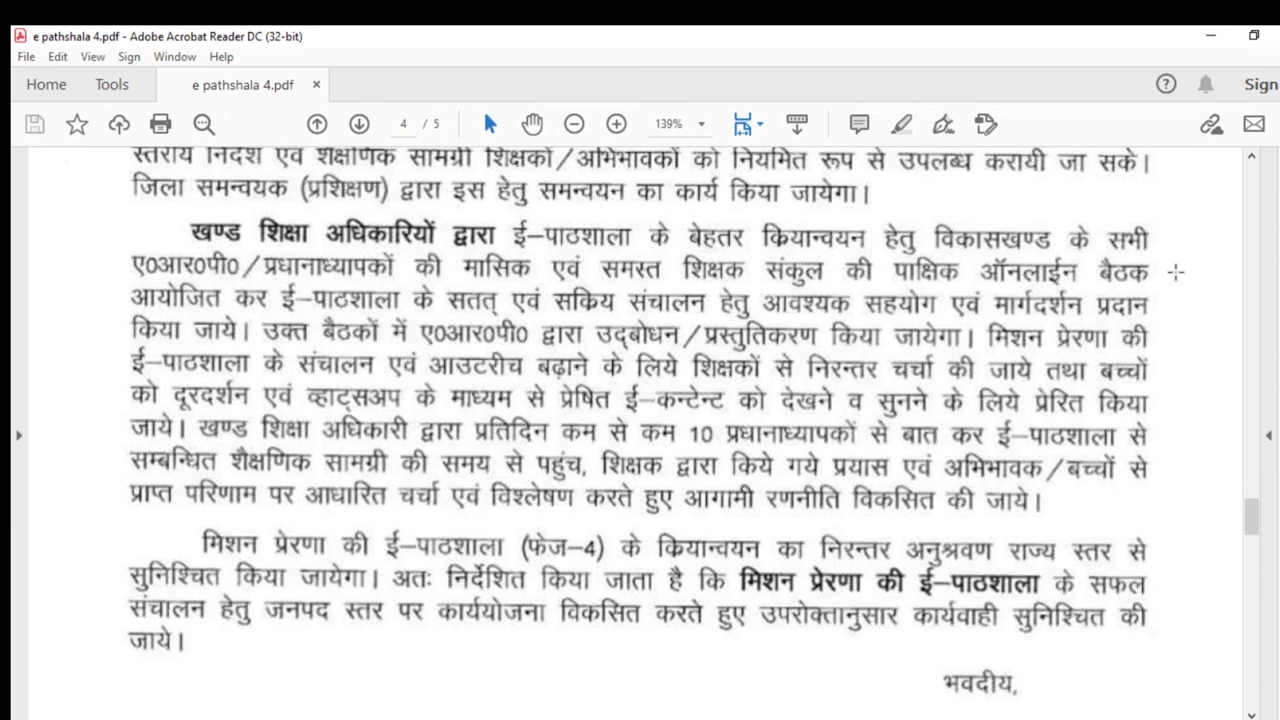 e pathshala 4.pdf - Adobe Acrobat Reader DC (32-bit)
File Edit View Sign Window Help
Home Tools e pathshala 4.pdf × Sign
4 / 5 139%
स्तरीय निर्देश एवं शैक्षणिक सामग्री शिक्षकों/अभिभावकों को नियमित रूप से उपलब्ध करायी जा सके।
जिला समन्वयक (प्रशिक्षण) द्वारा इस हेतु समन्वयन का कार्य किया जायेगा।
खण्ड शिक्षा अधिकारियों द्वारा ई–पाठशाला के बेहतर क्रियान्वयन हेतु विकासखण्ड के सभी
ए0आर0पी0/प्रधानाध्यापकों की मासिक एवं समस्त शिक्षक संकुल की पाक्षिक ऑनलाईन बैठक
आयोजित कर ई–पाठशाला के सतत् एवं सक्रिय संचालन हेतु आवश्यक सहयोग एवं मार्गदर्शन प्रदान
किया जाये। उक्त बैठकों में ए0आर0पी0 द्वारा उद्बोधन/प्रस्तुतिकरण किया जायेगा। मिशन प्रेरणा की
ई–पाठशाला के संचालन एवं आउटरीच बढ़ाने के लिये शिक्षकों से निरन्तर चर्चा की जाये तथा बच्चों
को दूरदर्शन एवं व्हाट्सअप के माध्यम से प्रेषित ई–कन्टेन्ट को देखने व सुनने के लिये प्रेरित किया
जाये। खण्ड शिक्षा अधिकारी द्वारा प्रतिदिन कम से कम 10 प्रधानाध्यापकों से बात कर ई–पाठशाला से
सम्बन्धित शैक्षणिक सामग्री की समय से पहुंच, शिक्षक द्वारा किये गये प्रयास एवं अभिभावक/बच्चों से
प्राप्त परिणाम पर आधारित चर्चा एवं विश्लेषण करते हुए आगामी रणनीति विकसित की जाये।
मिशन प्रेरणा की ई–पाठशाला (फेज–4) के क्रियान्वयन का निरन्तर अनुश्रवण राज्य स्तर से
सुनिश्चित किया जायेगा। अतः निर्देशित किया जाता है कि मिशन प्रेरणा की ई–पाठशाला के सफल
संचालन हेतु जनपद स्तर पर कार्ययोजना विकसित करते हुए उपरोक्तानुसार कार्यवाही सुनिश्चित की
जाये।
भवदीय,